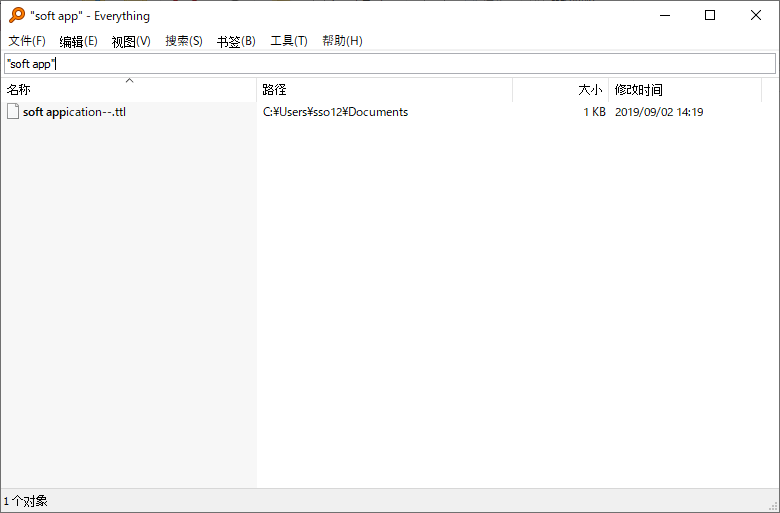 "soft app" - Everything
文件(F) 编辑(E) 视图(V) 搜索(S) 书签(B) 工具(T) 帮助(H)
"soft app"
名称 路径 大小 修改时间
soft appication--.ttl C:¥Users¥sso12¥Documents 1 KB 2019/09/02 14:19
1 个对象